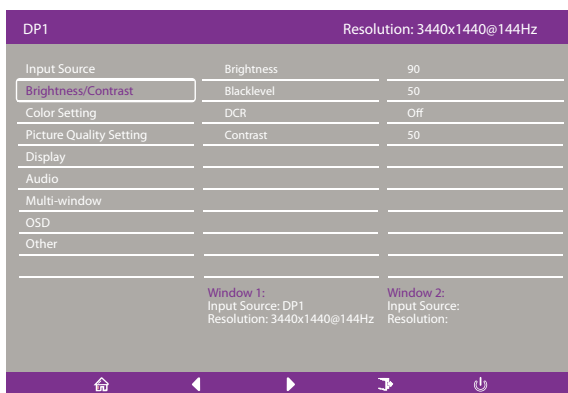 DP1 Resolution: 3440x1440@144Hz
Input Source Brightness 90
Brightness/Contrast Blacklevel 50
Color Setting DCR Off
Picture Quality Setting Contrast 50
Display
Audio
Multi-window
OSD
Other
Window 1: Window 2:
Input Source: DP1 Input Source:
Resolution: 3440x1440@144Hz Resolution: